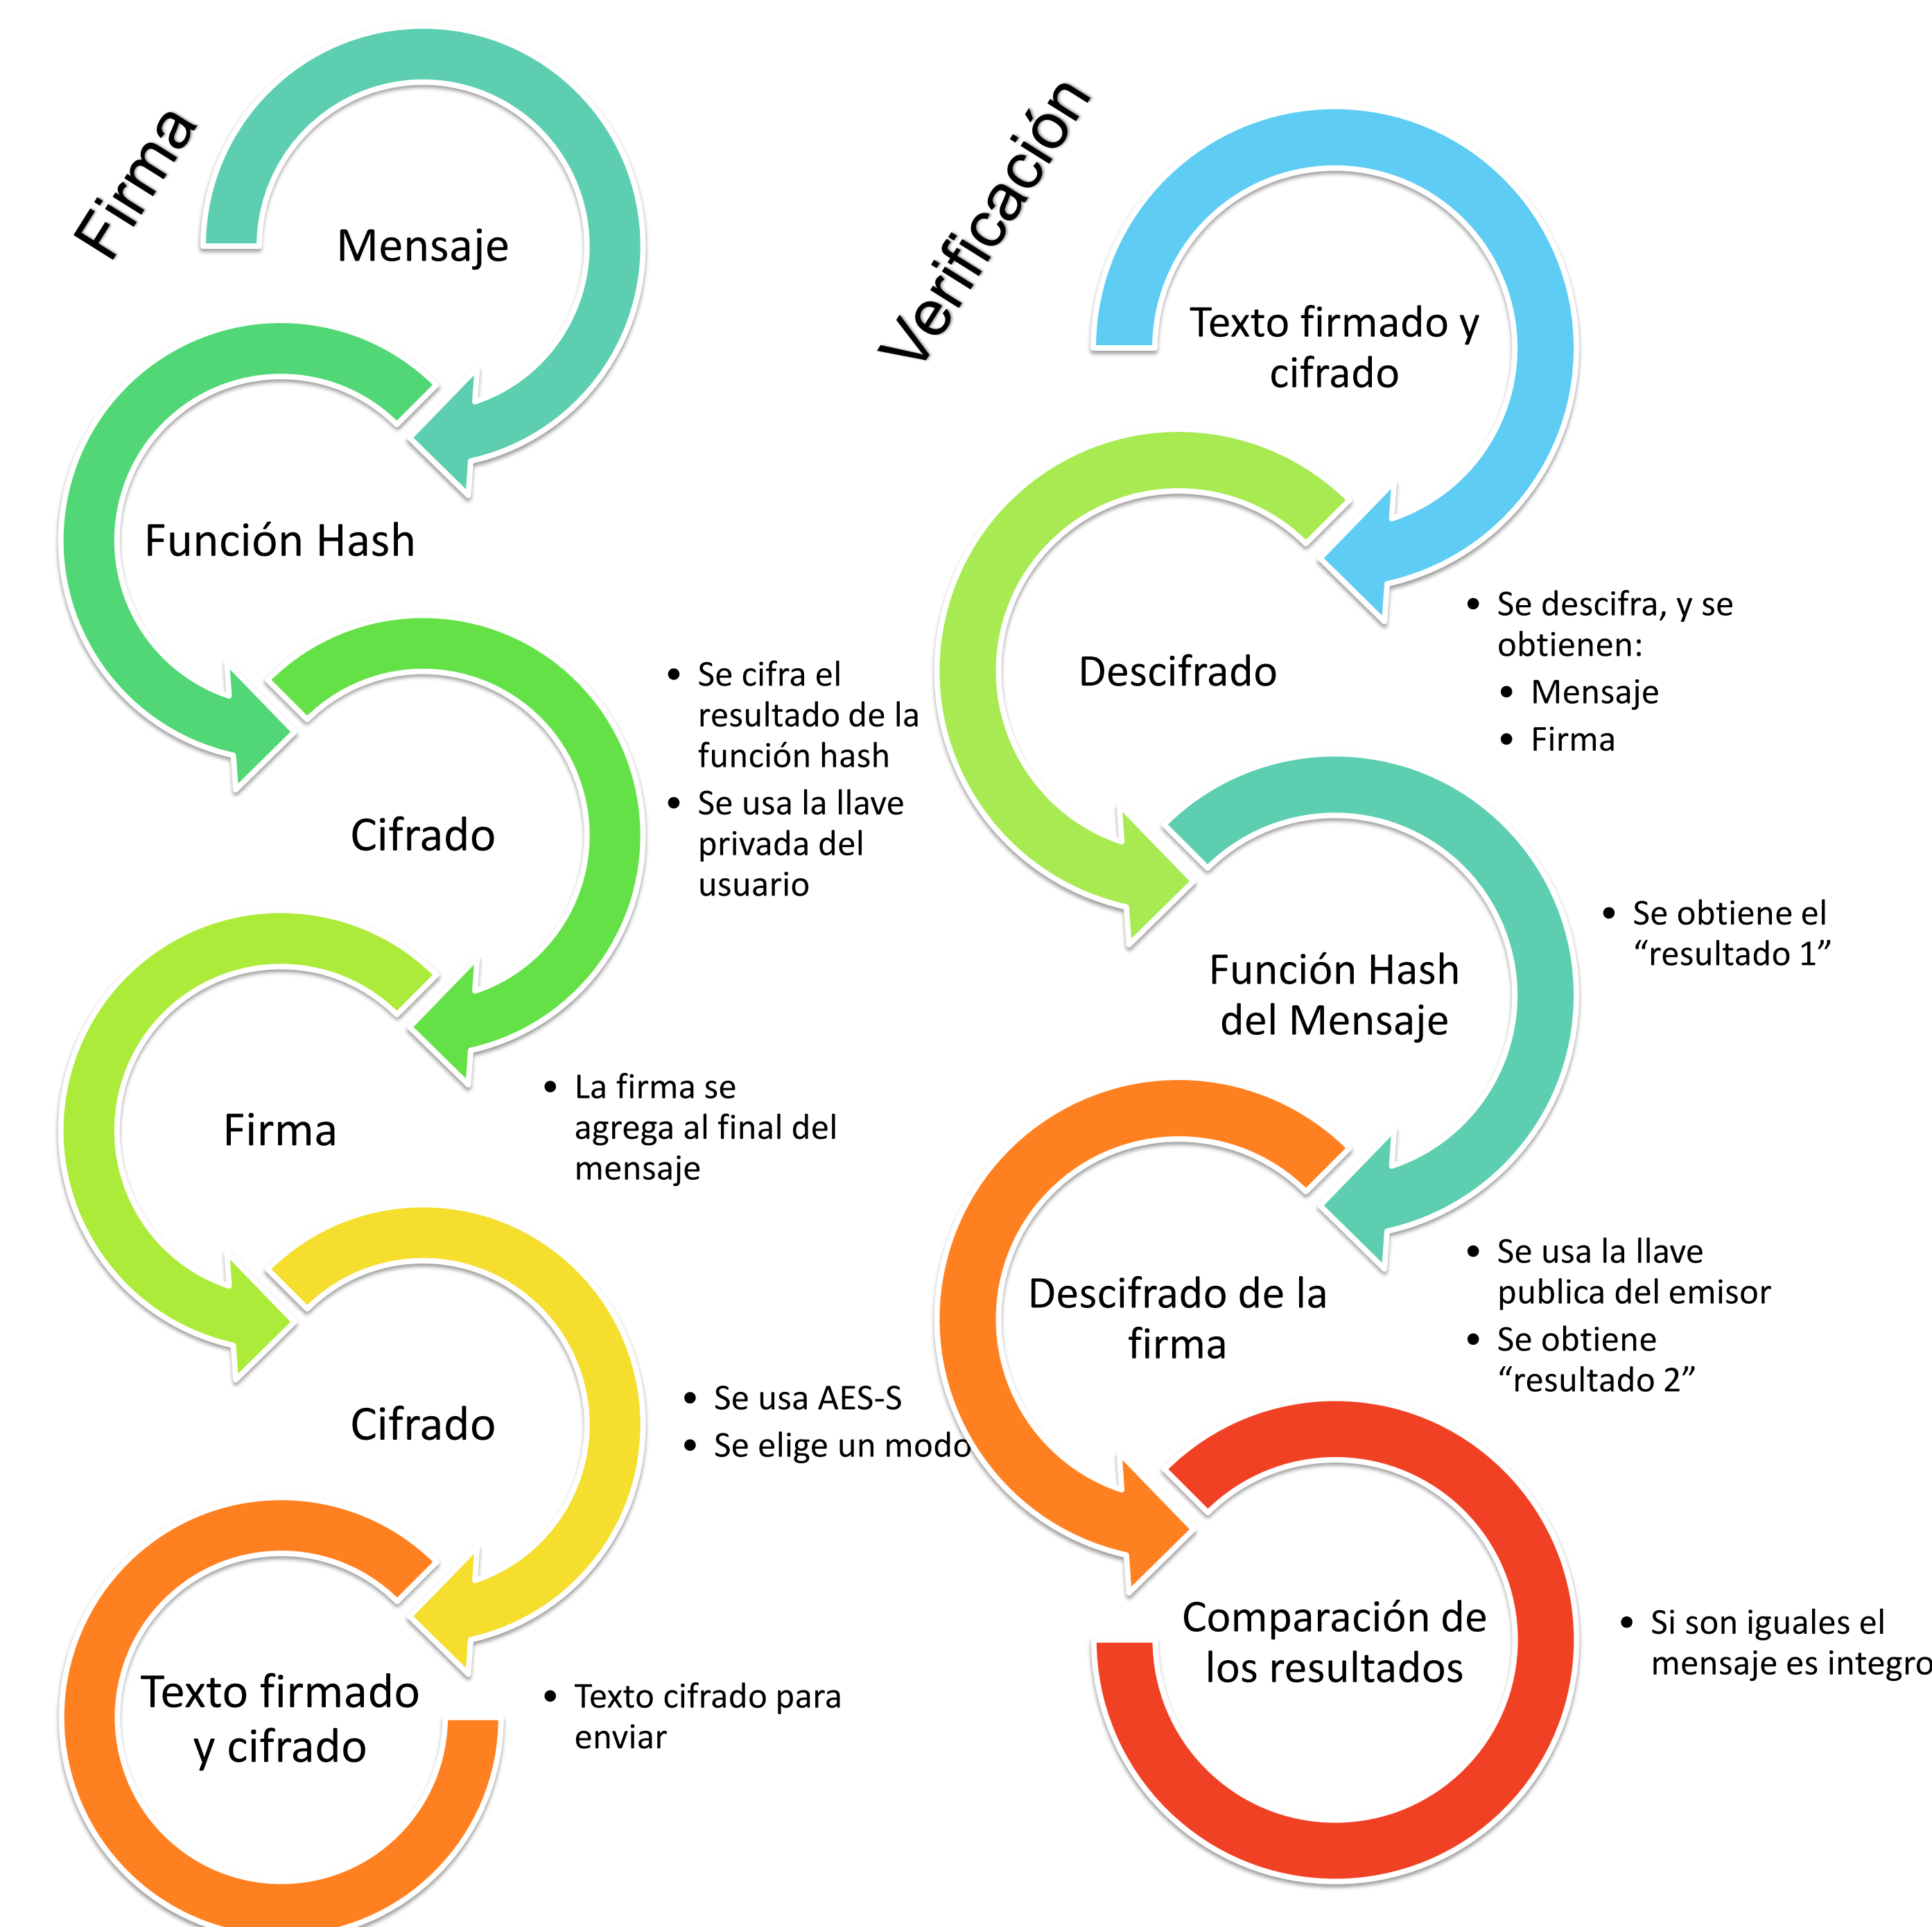 Firma
Mensaje
Función Hash
Cifrado
• Se cifra el
resultado de la
función hash
• Se usa la llave
privada del
usuario
Firma
• La firma se
agrega al final del
mensaje
Cifrado
• Se usa AES-S
• Se elige un modo
Texto firmado
y cifrado
• Texto cifrado para
enviar
Verificación
Texto firmado y
cifrado
Descifrado
• Se descifra, y se
obtienen:
• Mensaje
• Firma
Función Hash
del Mensaje
• Se obtiene el
“resultado 1”
Descifrado de la
firma
• Se usa la llave
publica del emisor
• Se obtiene
“resultado 2”
Comparación de
los resultados
• Si son iguales el
mensaje es integro